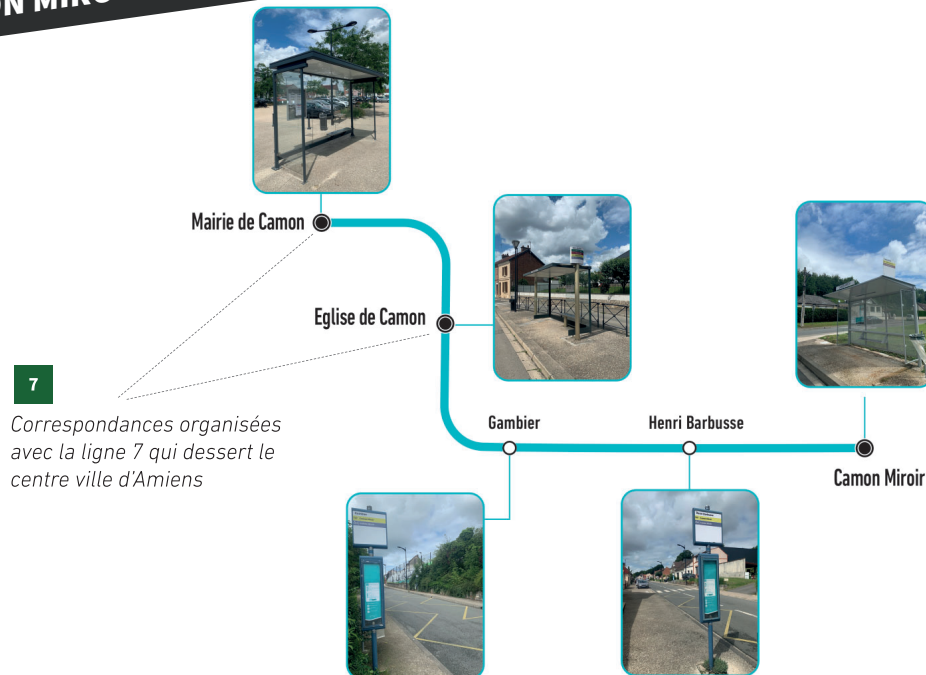 Mairie de Camon
Eglise de Camon
7
Correspondances organisées
avec la ligne 7 qui dessert le
centre ville d'Amiens
Gambier
Henri Barbusse
Camon Miroir